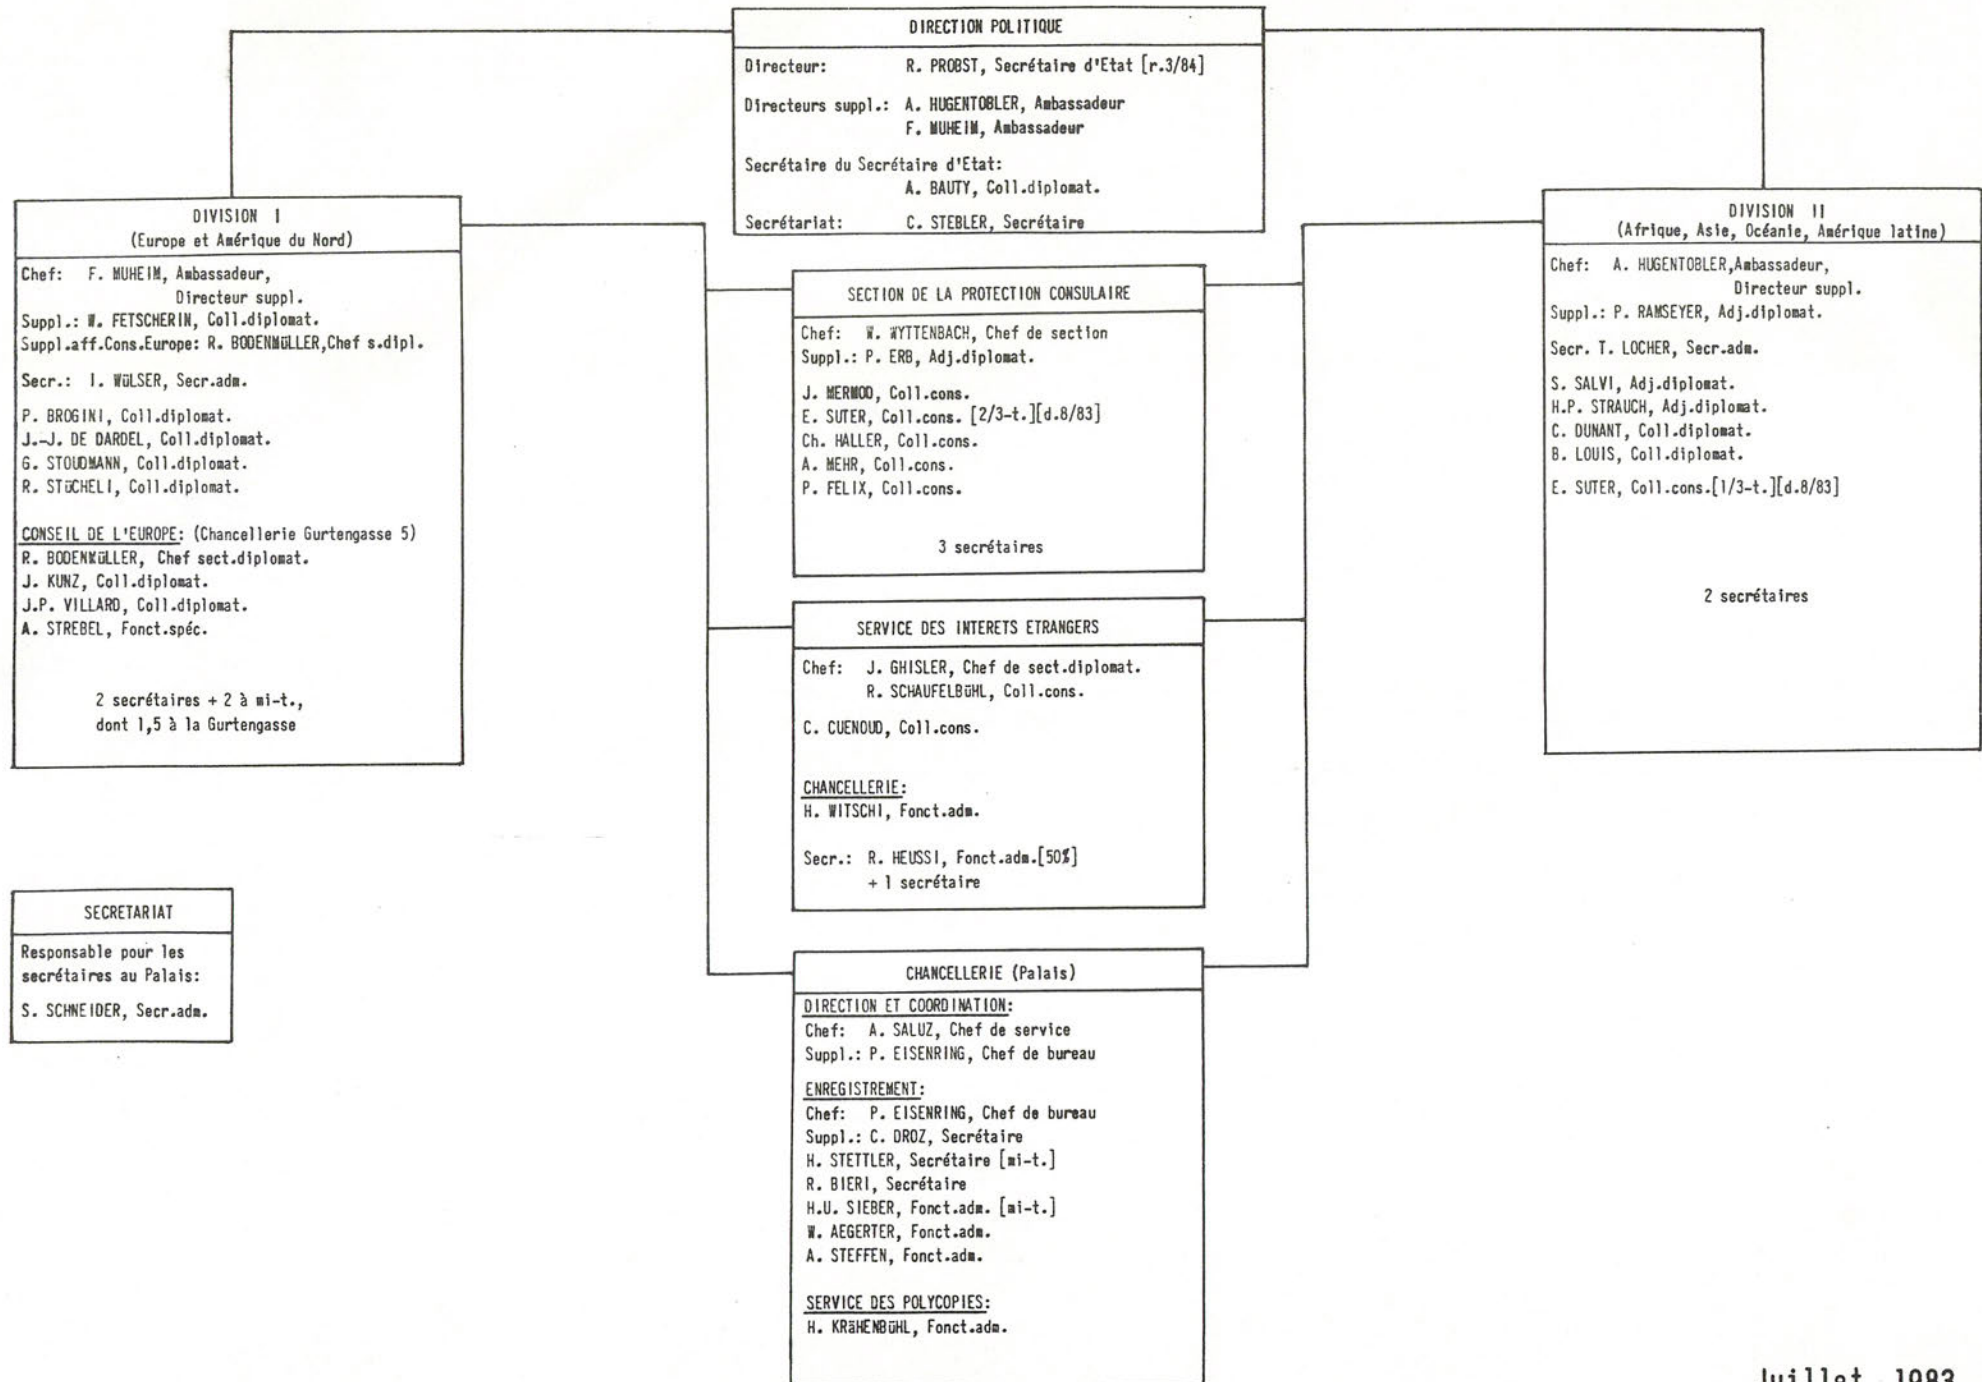 DIRECTION POLITIQUE
Directeur: R. PROBST, Secrétaire d'Etat [r.3/84]
Directeurs suppl.: A. HUGENTOBLER, Ambassadeur
F. MUHEIM, Ambassadeur
Secrétaire du Secrétaire d'Etat:
A. BAUTY, Coll.diplomat.
Secrétariat: C. STEBLER, Secrétaire
DIVISION I
(Europe et Amérique du Nord)
Chef: F. MUHEIM, Ambassadeur,
Directeur suppl.
Suppl.: W. FETSCHERIN, Coll.diplomat.
Suppl.aff.Cons.Europe: R. BODENMüLLER,Chef s.dipl.
Secr.: I. WüLSER, Secr.adm.
P. BROGINI, Coll.diplomat.
J.-J. DE DARDEL, Coll.diplomat.
G. STOUDMANN, Coll.diplomat.
R. STüCHELI, Coll.diplomat.
CONSEIL DE L'EUROPE: (Chancellerie Gurtengasse 5)
R. BODENMüLLER, Chef sect.diplomat.
J. KUNZ, Coll.diplomat.
J.P. VILLARD, Coll.diplomat.
A. STREBEL, Fonct.spéc.
2 secrétaires + 2 à mi-t.,
dont 1,5 à la Gurtengasse
SECRETARIAT
Responsable pour les
secrétaires au Palais:
S. SCHNEIDER, Secr.adm.
SECTION DE LA PROTECTION CONSULAIRE
Chef: W. WYTTENBACH, Chef de section
Suppl.: P. ERB, Adj.diplomat.
J. MERMOD, Coll.cons.
E. SUTER, Coll.cons. [2/3-t.][d.8/83]
Ch. HALLER, Coll.cons.
A. MEHR, Coll.cons.
P. FELIX, Coll.cons.
3 secrétaires
SERVICE DES INTERETS ETRANGERS
Chef: J. GHISLER, Chef de sect.diplomat.
R. SCHAUFELBüHL, Coll.cons.
C. CUENOUD, Coll.cons.
CHANCELLERIE:
H. WITSCHI, Fonct.adm.
Secr.: R. HEUSSI, Fonct.adm.[50%]
+ 1 secrétaire
CHANCELLERIE (Palais)
DIRECTION ET COORDINATION:
Chef: A. SALUZ, Chef de service
Suppl.: P. EISENRING, Chef de bureau
ENREGISTREMENT:
Chef: P. EISENRING, Chef de bureau
Suppl.: C. DROZ, Secrétaire
H. STETTLER, Secrétaire [mi-t.]
R. BIERI, Secrétaire
H.U. SIEBER, Fonct.adm. [mi-t.]
W. AEGERTER, Fonct.adm.
A. STEFFEN, Fonct.adm.
SERVICE DES POLYCOPIES:
H. KRäHENBüHL, Fonct.adm.
DIVISION II
(Afrique, Asie, Océanie, Amérique latine)
Chef: A. HUGENTOBLER,Ambassadeur,
Directeur suppl.
Suppl.: P. RAMSEYER, Adj.diplomat.
Secr. T. LOCHER, Secr.adm.
S. SALVI, Adj.diplomat.
H.P. STRAUCH, Adj.diplomat.
C. DUNANT, Coll.diplomat.
B. LOUIS, Coll.diplomat.
E. SUTER, Coll.cons.[1/3-t.][d.8/83]
2 secrétaires
Juillet 1983